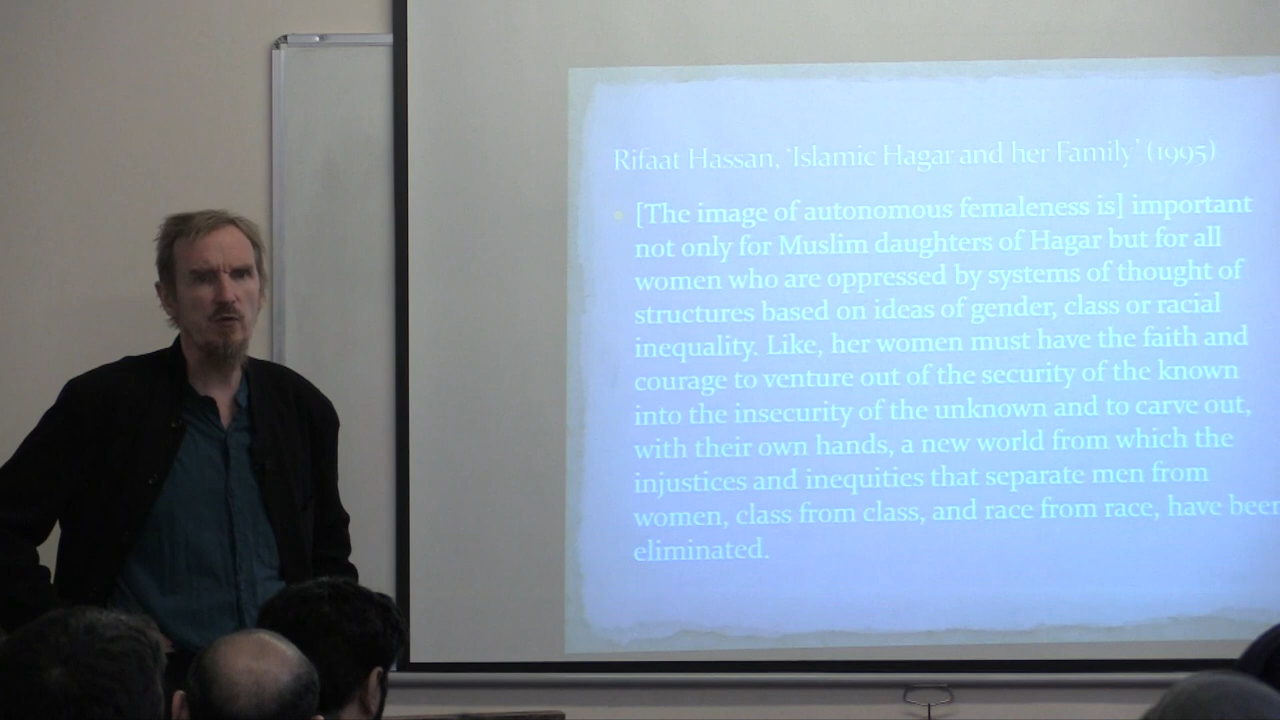 Rifaat Hassan, 'Islamic Hagar and her Family' (1995)
[The image of autonomous femaleness is] important
not only for Muslim daughters of Hagar but for all
women who are oppressed by systems of thought of
structures based on ideas of gender, class or racial
inequality. Like, her women must have the faith and
courage to venture out of the security of the known
into the insecurity of the unknown and to carve out,
with their own hands, a new world from which the
injustices and inequities that separate men from
women, class from class, and race from race, have been
eliminated.